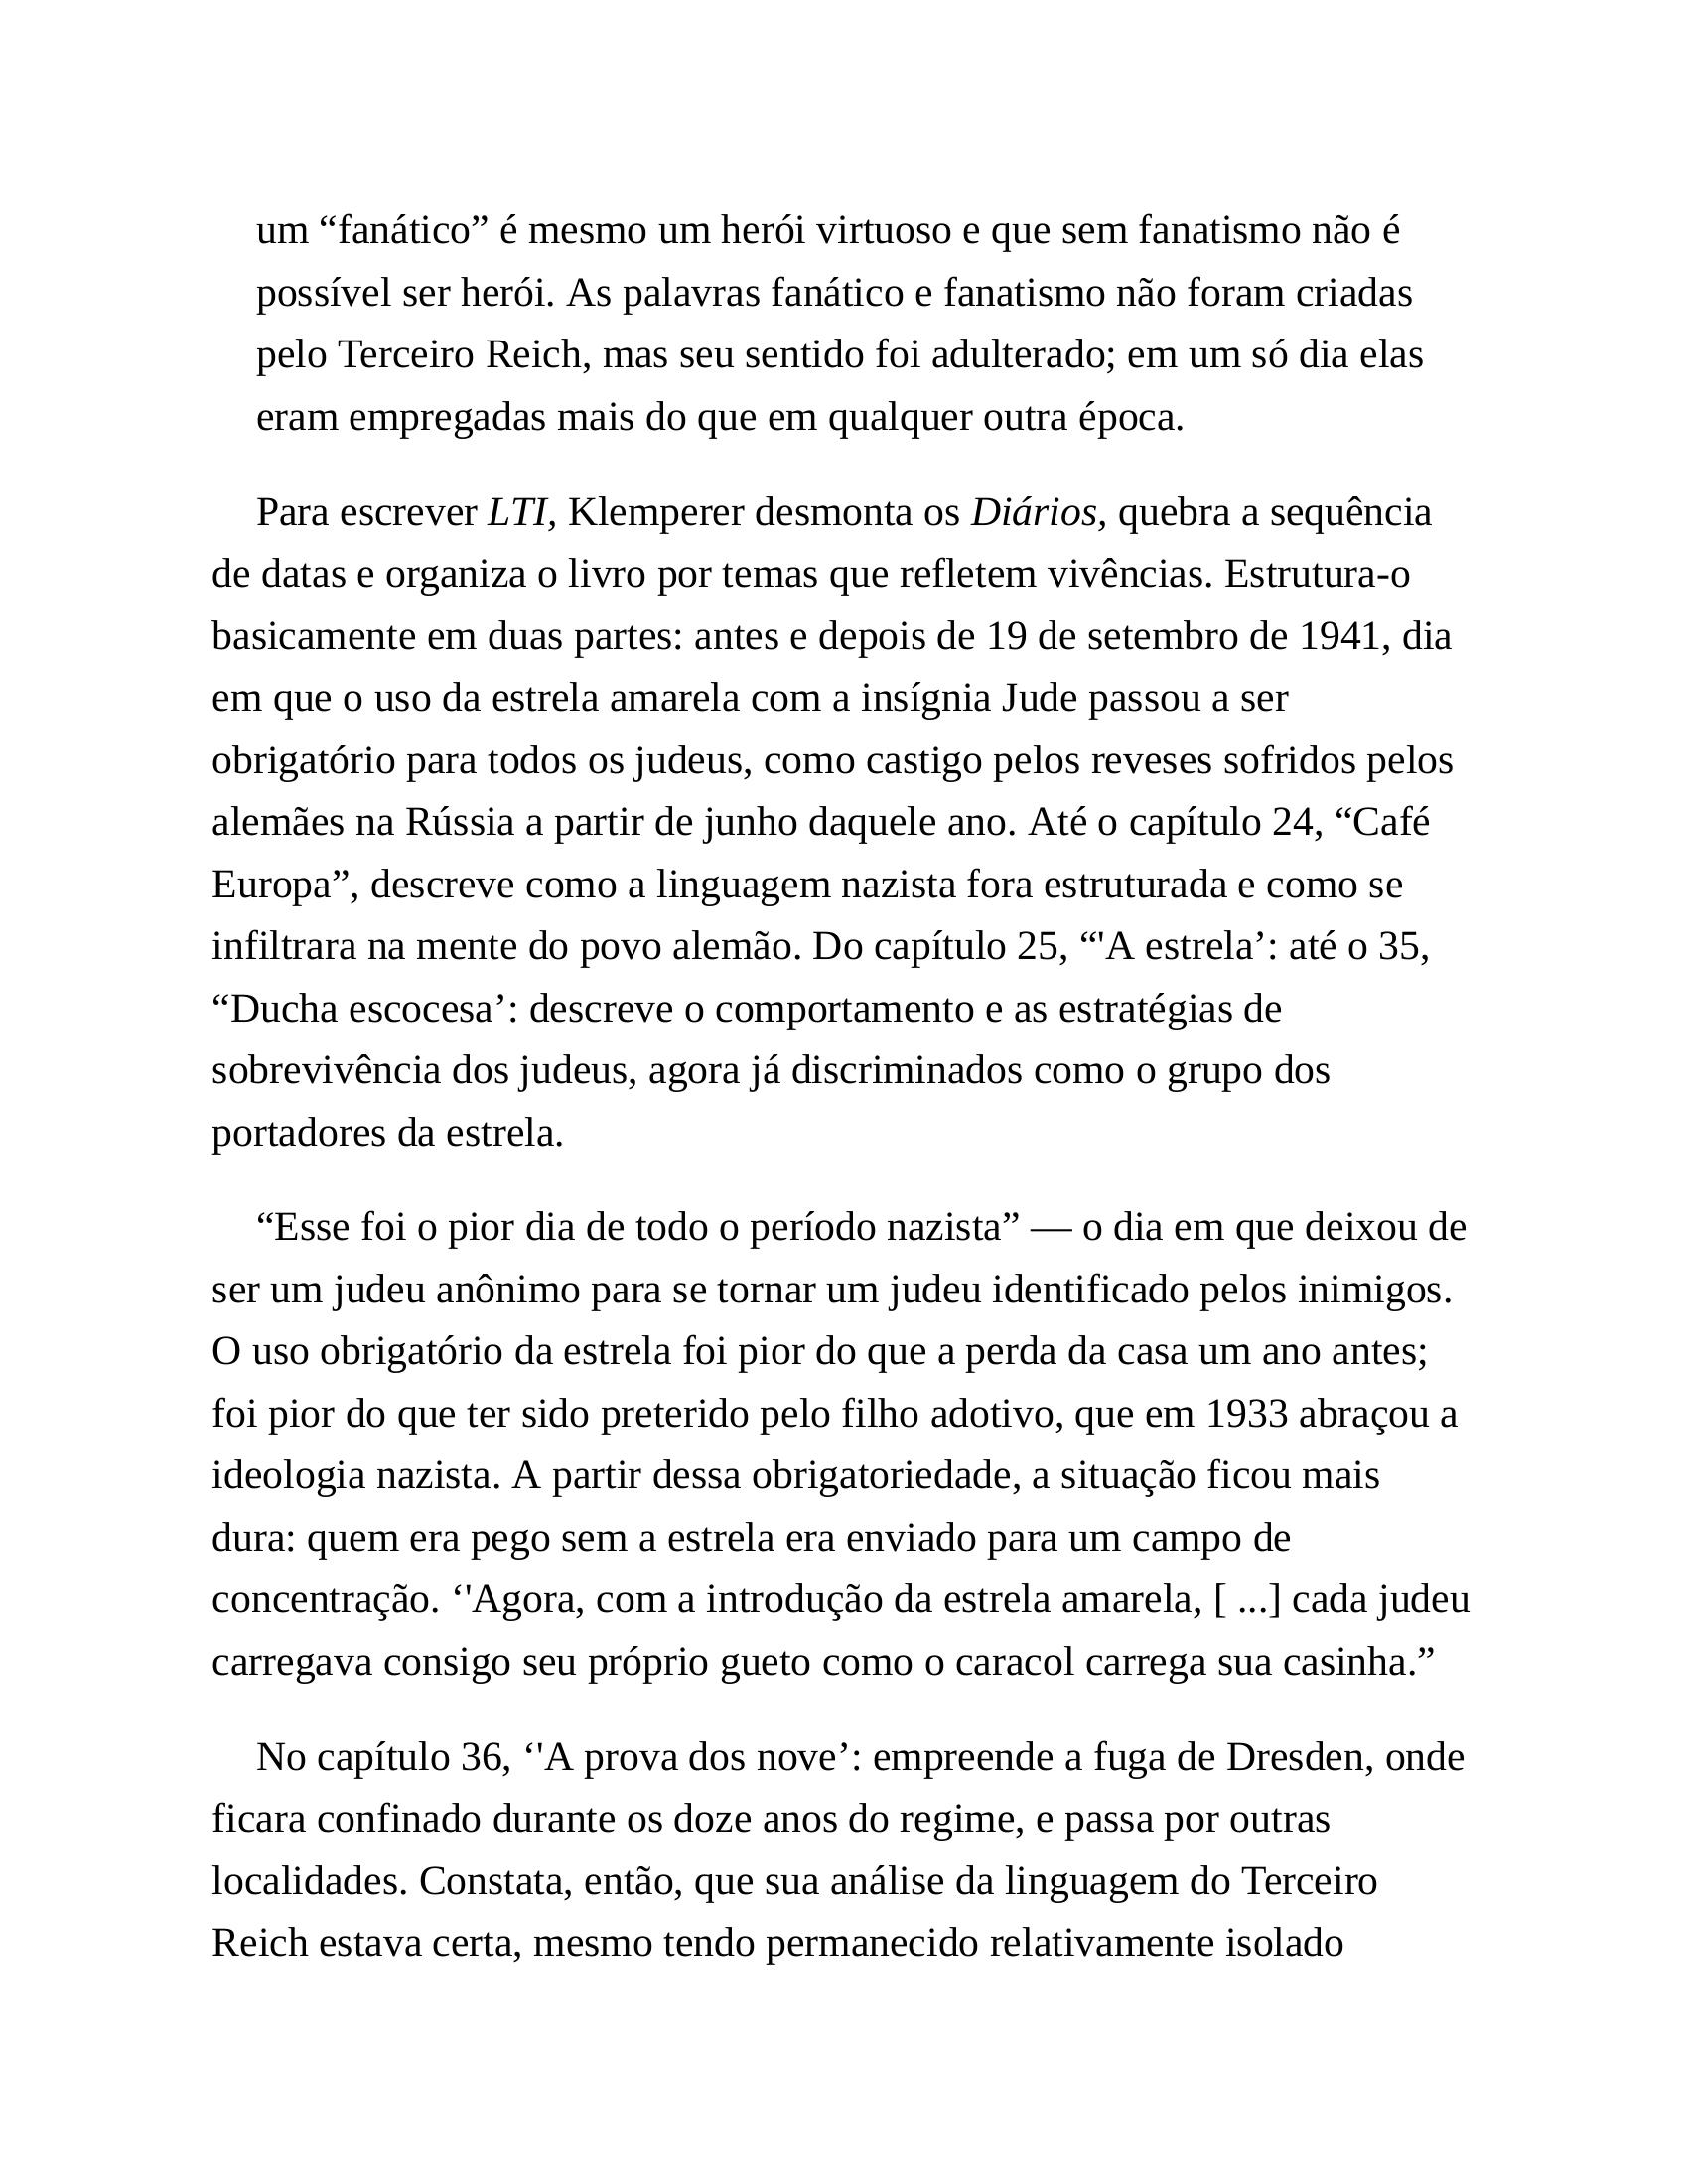 um “fanático” é mesmo um herói virtuoso e que sem fanatismo não é
possível ser herói. As palavras fanático e fanatismo não foram criadas
pelo Terceiro Reich, mas seu sentido foi adulterado; em um só dia elas
eram empregadas mais do que em qualquer outra época.
Para escrever LTI, Klemperer desmonta os Diários, quebra a sequência
de datas e organiza o livro por temas que refletem vivências. Estrutura-o
basicamente em duas partes: antes e depois de 19 de setembro de 1941, dia
em que o uso da estrela amarela com a insígnia Jude passou a ser
obrigatório para todos os judeus, como castigo pelos reveses sofridos pelos
alemães na Rússia a partir de junho daquele ano. Até o capítulo 24, “Café
Europa”, descreve como a linguagem nazista fora estruturada e como se
infiltrara na mente do povo alemão. Do capítulo 25, “'A estrela’: até o 35,
“Ducha escocesa’: descreve o comportamento e as estratégias de
sobrevivência dos judeus, agora já discriminados como o grupo dos
portadores da estrela.
“Esse foi o pior dia de todo o período nazista” — o dia em que deixou de
ser um judeu anônimo para se tornar um judeu identificado pelos inimigos.
O uso obrigatório da estrela foi pior do que a perda da casa um ano antes;
foi pior do que ter sido preterido pelo filho adotivo, que em 1933 abraçou a
ideologia nazista. A partir dessa obrigatoriedade, a situação ficou mais
dura: quem era pego sem a estrela era enviado para um campo de
concentração. ‘'Agora, com a introdução da estrela amarela, [ ...] cada judeu
carregava consigo seu próprio gueto como o caracol carrega sua casinha.”
No capítulo 36, ‘'A prova dos nove’: empreende a fuga de Dresden, onde
ficara confinado durante os doze anos do regime, e passa por outras
localidades. Constata, então, que sua análise da linguagem do Terceiro
Reich estava certa, mesmo tendo permanecido relativamente isolado